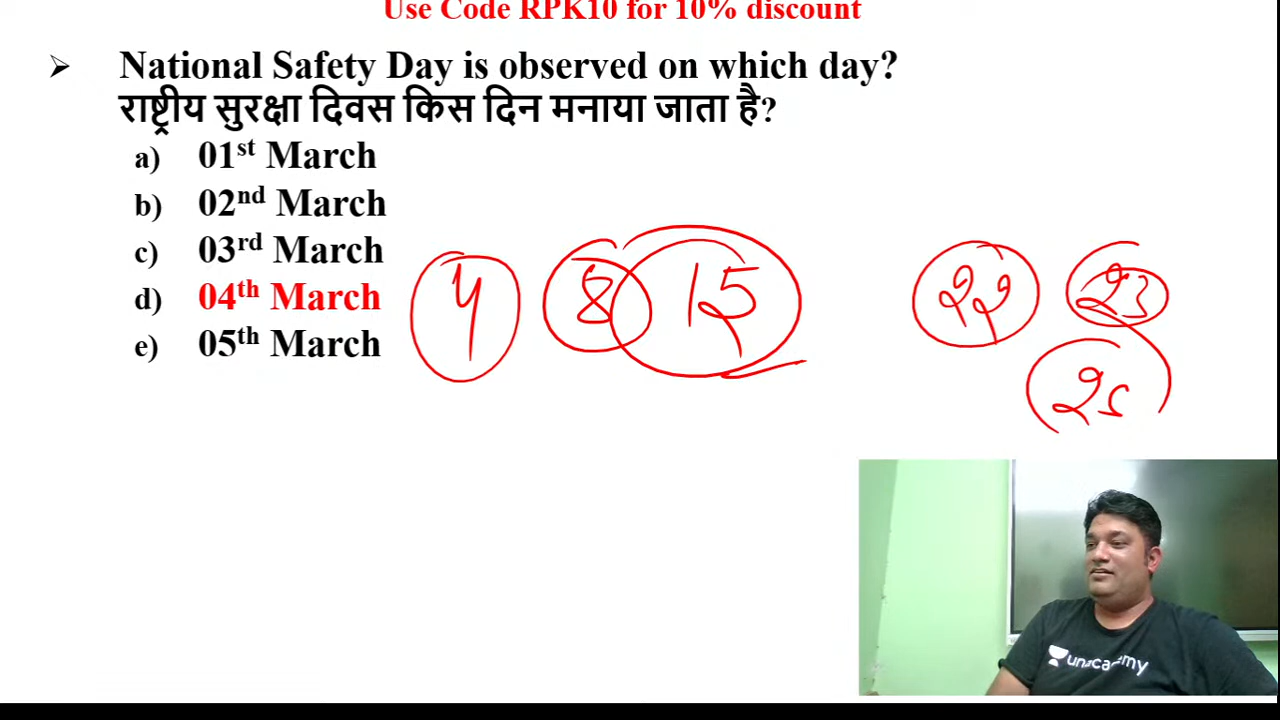 Use Code RPK10 for 10% discount
➢ National Safety Day is observed on which day?
राष्ट्रीय सुरक्षा दिवस किस दिन मनाया जाता है?
a) 01st March
b) 02nd March
c) 03rd March
d) 04th March
e) 05th March
4 8 15 22 23
unacademy